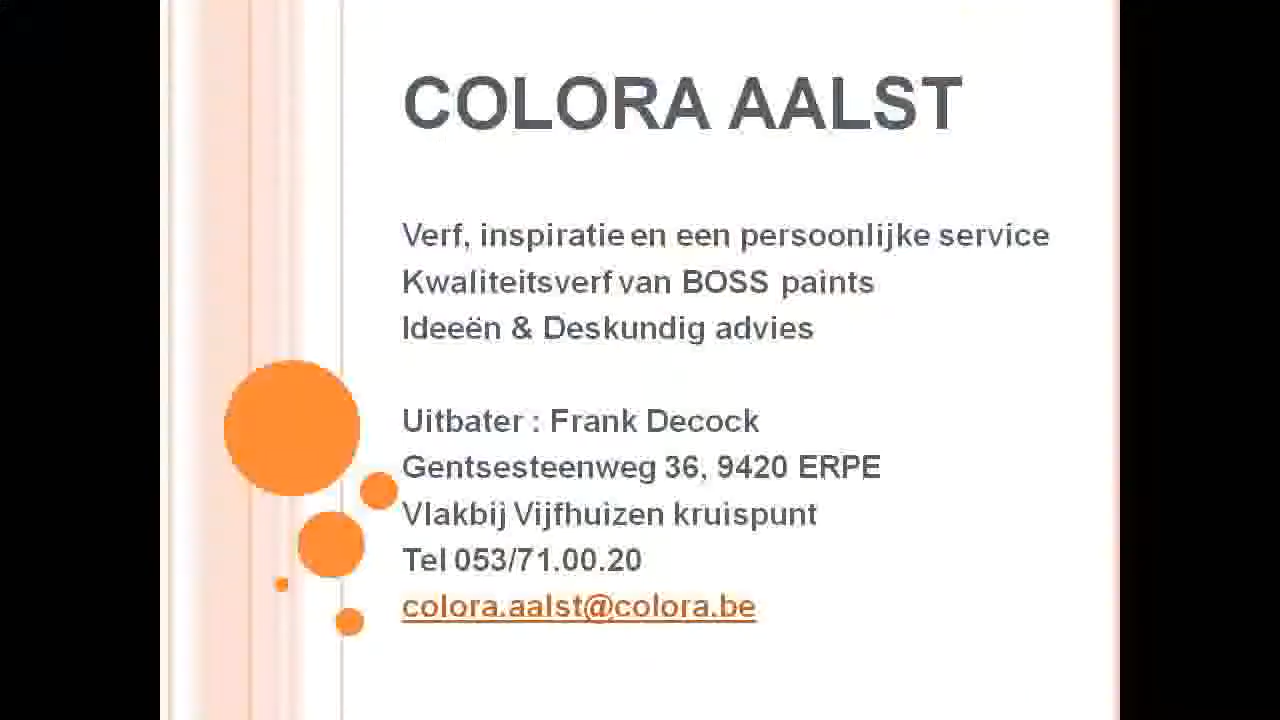 COLORA AALST
Verf, inspiratie en een persoonlijke service
Kwaliteitsverf van BOSS paints
Ideeën & Deskundig advies
Uitbater : Frank Decock
Gentsesteenweg 36, 9420 ERPE
Vlakbij Vijfhuizen kruispunt
Tel 053/71.00.20
colora.aalst@colora.be